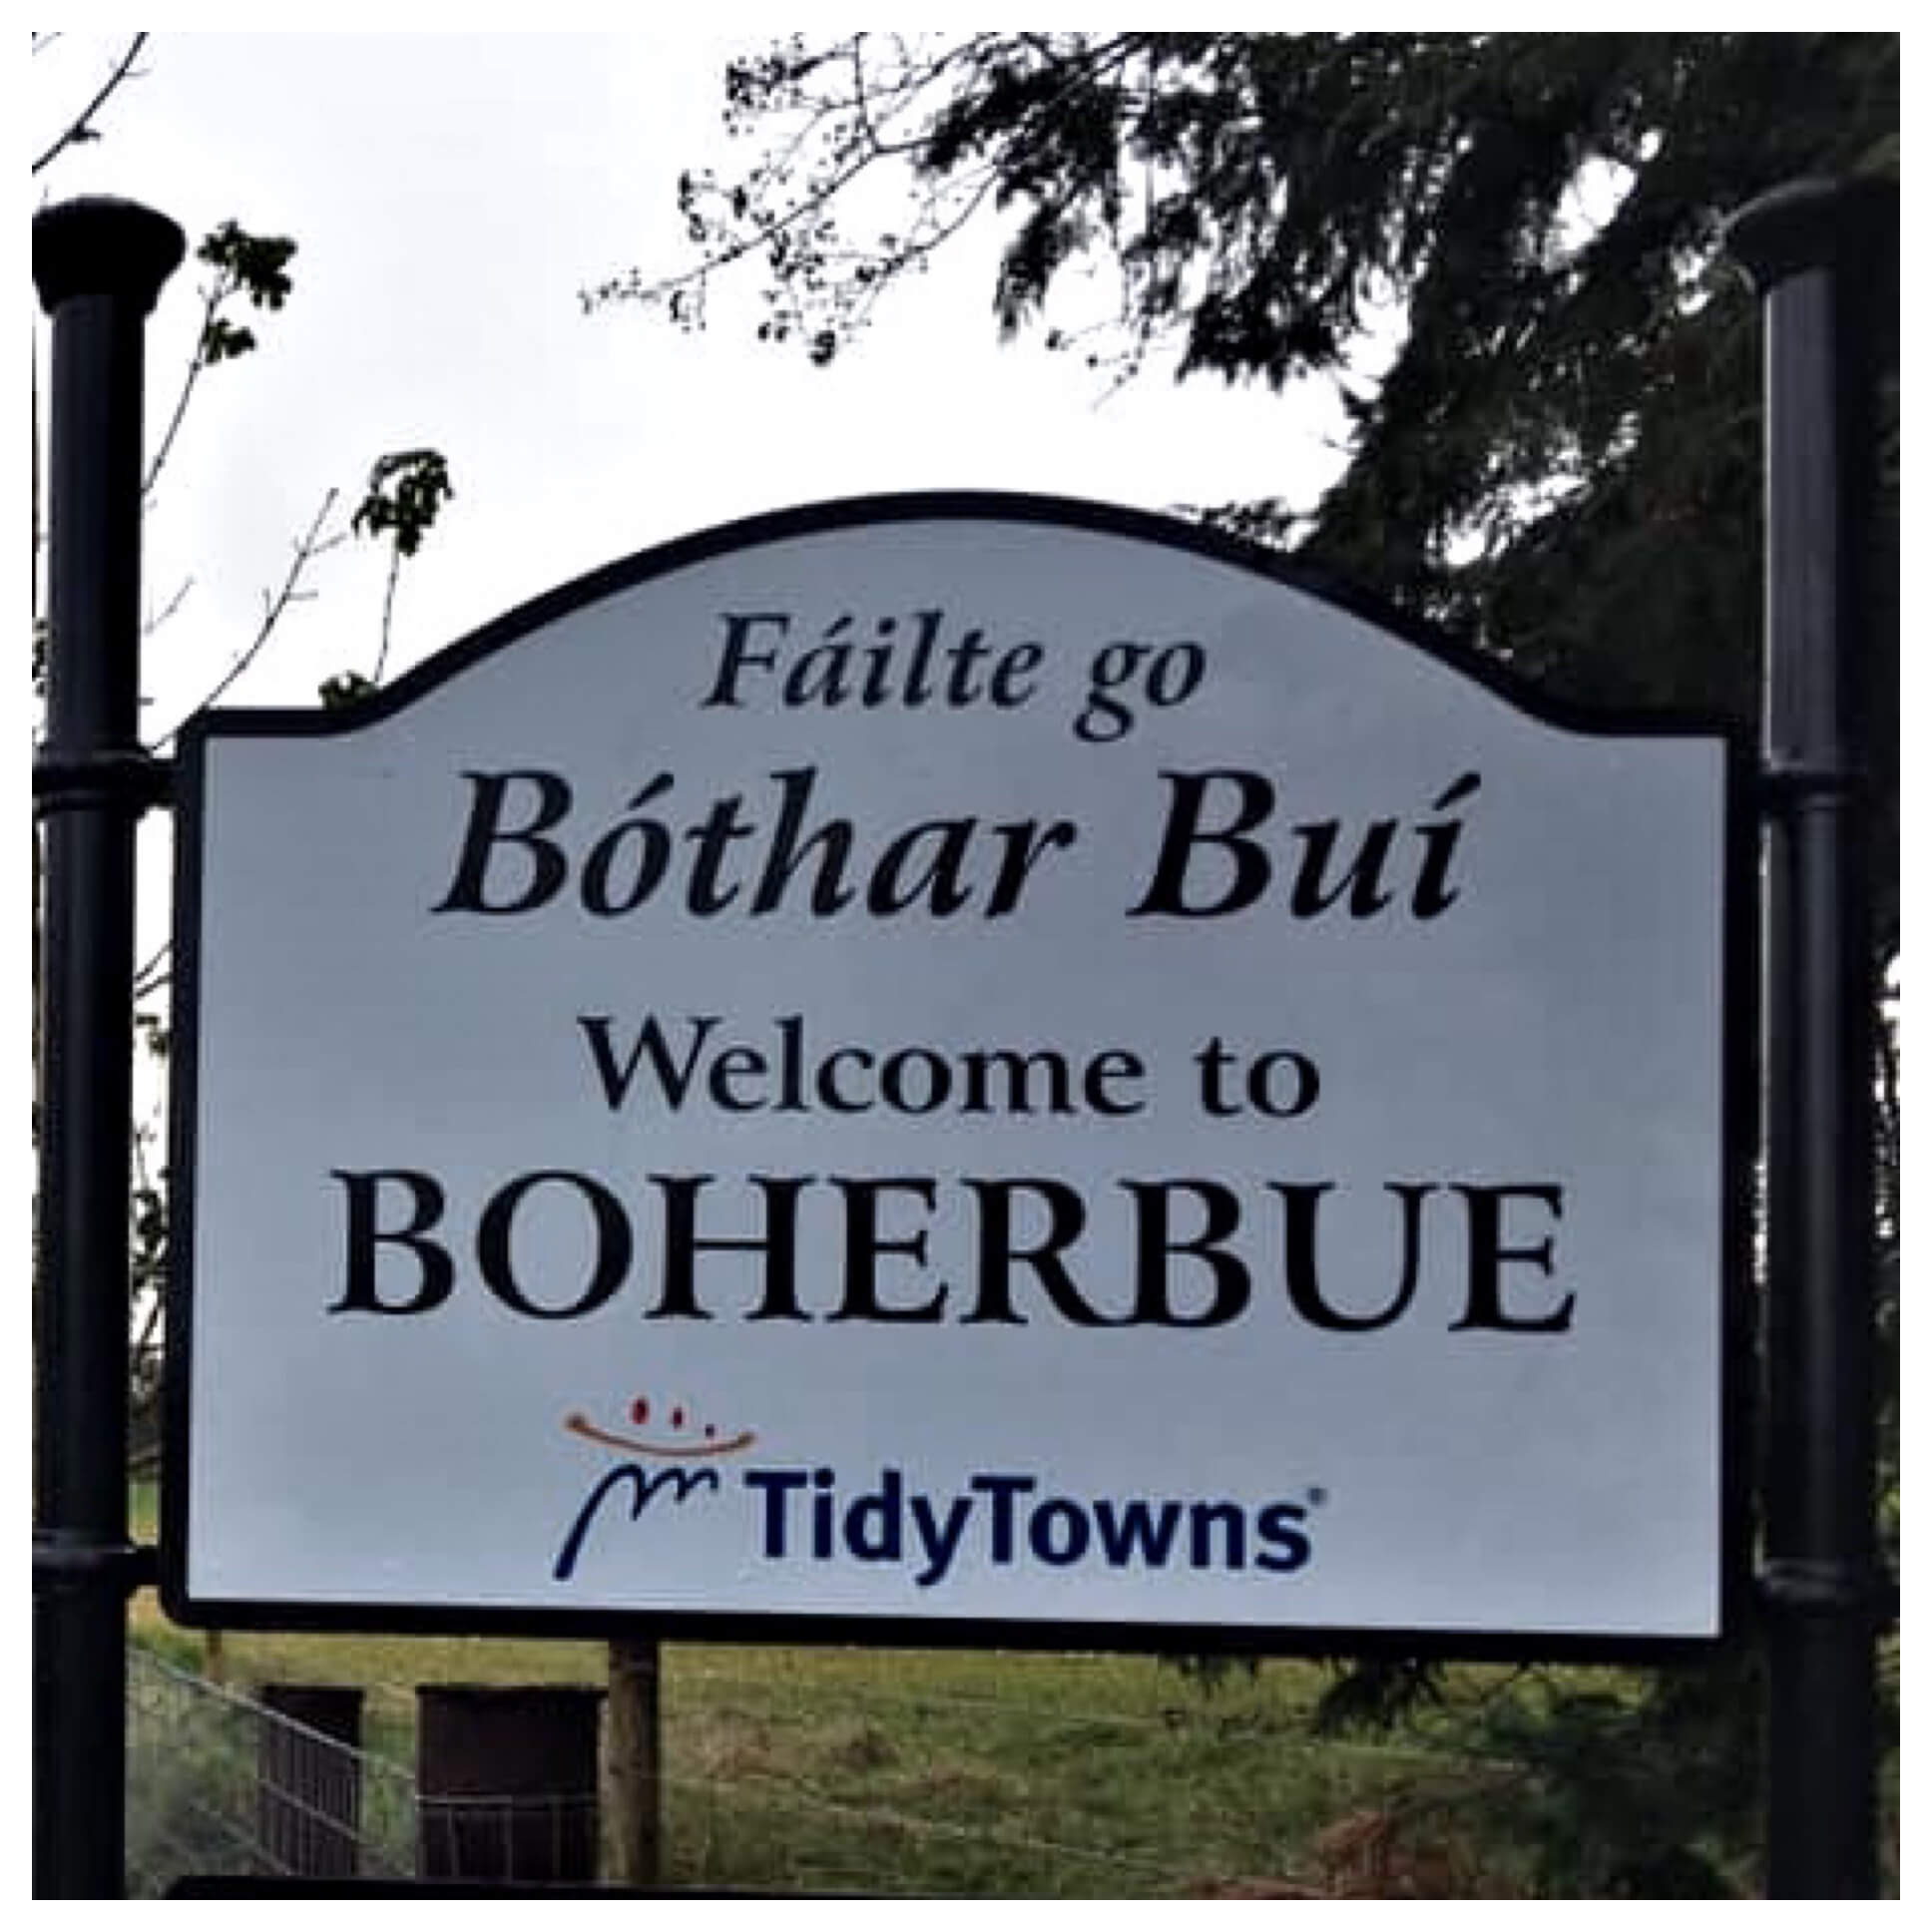 Fáilte go
Bóthar Buí
Welcome to
BOHERBUE
TidyTowns®